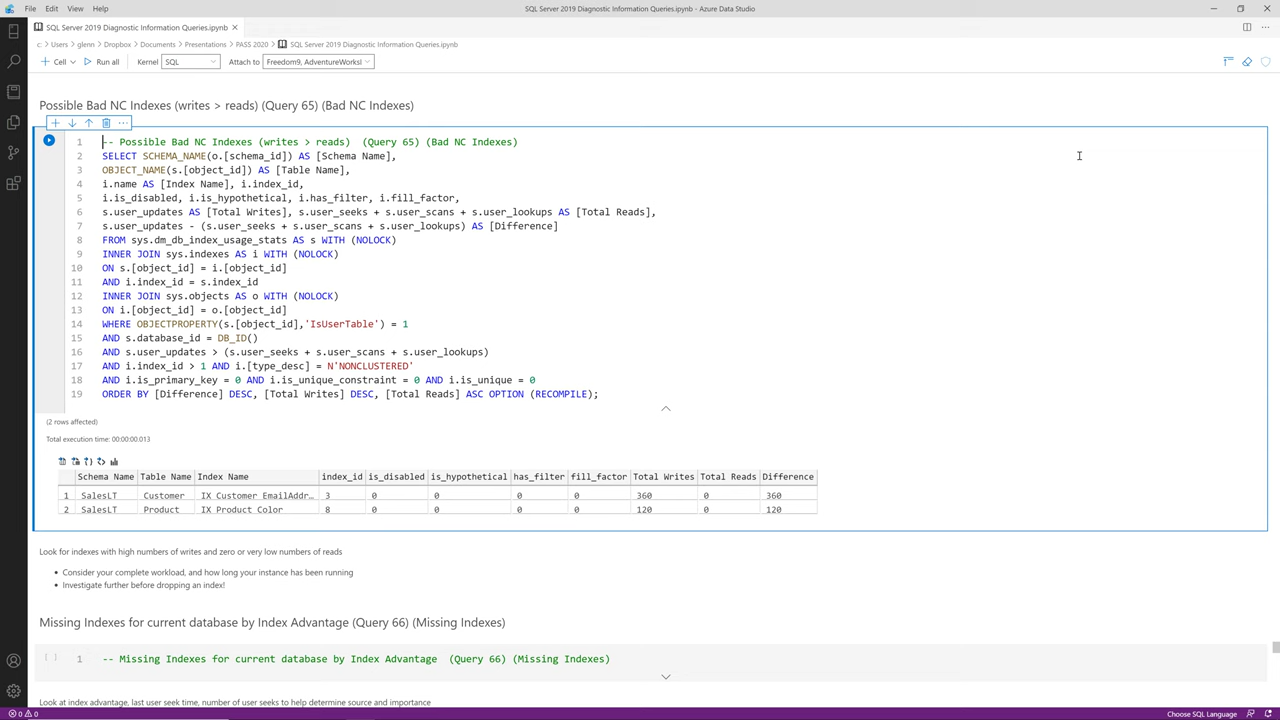 File Edit View Help
SQL Server 2019 Diagnostic Information Queries.ipynb - Azure Data Studio
SQL Server 2019 Diagnostic Information Queries.ipynb
c: Users glenn Dropbox Documents Presentations PASS 2020 SQL Server 2019 Diagnostic Information Queries.ipynb
Cell Run all Kernel SQL Attach to Freedom9, AdventureWorksl
Possible Bad NC Indexes (writes > reads) (Query 65) (Bad NC Indexes)
1 -- Possible Bad NC Indexes (writes > reads) (Query 65) (Bad NC Indexes)
2 SELECT SCHEMA_NAME(o.[schema_id]) AS [Schema Name],
3 OBJECT_NAME(s.[object_id]) AS [Table Name],
4 i.name AS [Index Name], i.index_id,
5 i.is_disabled, i.is_hypothetical, i.has_filter, i.fill_factor,
6 s.user_updates AS [Total Writes], s.user_seeks + s.user_scans + s.user_lookups AS [Total Reads],
7 s.user_updates - (s.user_seeks + s.user_scans + s.user_lookups) AS [Difference]
8 FROM sys.dm_db_index_usage_stats AS s WITH (NOLOCK)
9 INNER JOIN sys.indexes AS i WITH (NOLOCK)
10 ON s.[object_id] = i.[object_id]
11 AND i.index_id = s.index_id
12 INNER JOIN sys.objects AS o WITH (NOLOCK)
13 ON i.[object_id] = o.[object_id]
14 WHERE OBJECTPROPERTY(s.[object_id],'IsUserTable') = 1
15 AND s.database_id = DB_ID()
16 AND s.user_updates > (s.user_seeks + s.user_scans + s.user_lookups)
17 AND i.index_id > 1 AND i.[type_desc] = N'NONCLUSTERED'
18 AND i.is_primary_key = 0 AND i.is_unique_constraint = 0 AND i.is_unique = 0
19 ORDER BY [Difference] DESC, [Total Writes] DESC, [Total Reads] ASC OPTION (RECOMPILE);
(2 rows affected)
Total execution time: 00:00:00.013
Schema Name Table Name Index Name index_id is_disabled is_hypothetical has_filter fill_factor Total Writes Total Reads Difference
1 SalesLT Customer IX_Customer_EmailAddr… 3 0 0 0 0 360 0 360
2 SalesLT Product IX_Product_Color 8 0 0 0 0 120 0 120
Look for indexes with high numbers of writes and zero or very low numbers of reads
• Consider your complete workload, and how long your instance has been running
• Investigate further before dropping an index!
Missing Indexes for current database by Index Advantage (Query 66) (Missing Indexes)
[ ] 1 -- Missing Indexes for current database by Index Advantage (Query 66) (Missing Indexes)
Look at index advantage, last user seek time, number of user seeks to help determine source and importance
0 0 Choose SQL Language